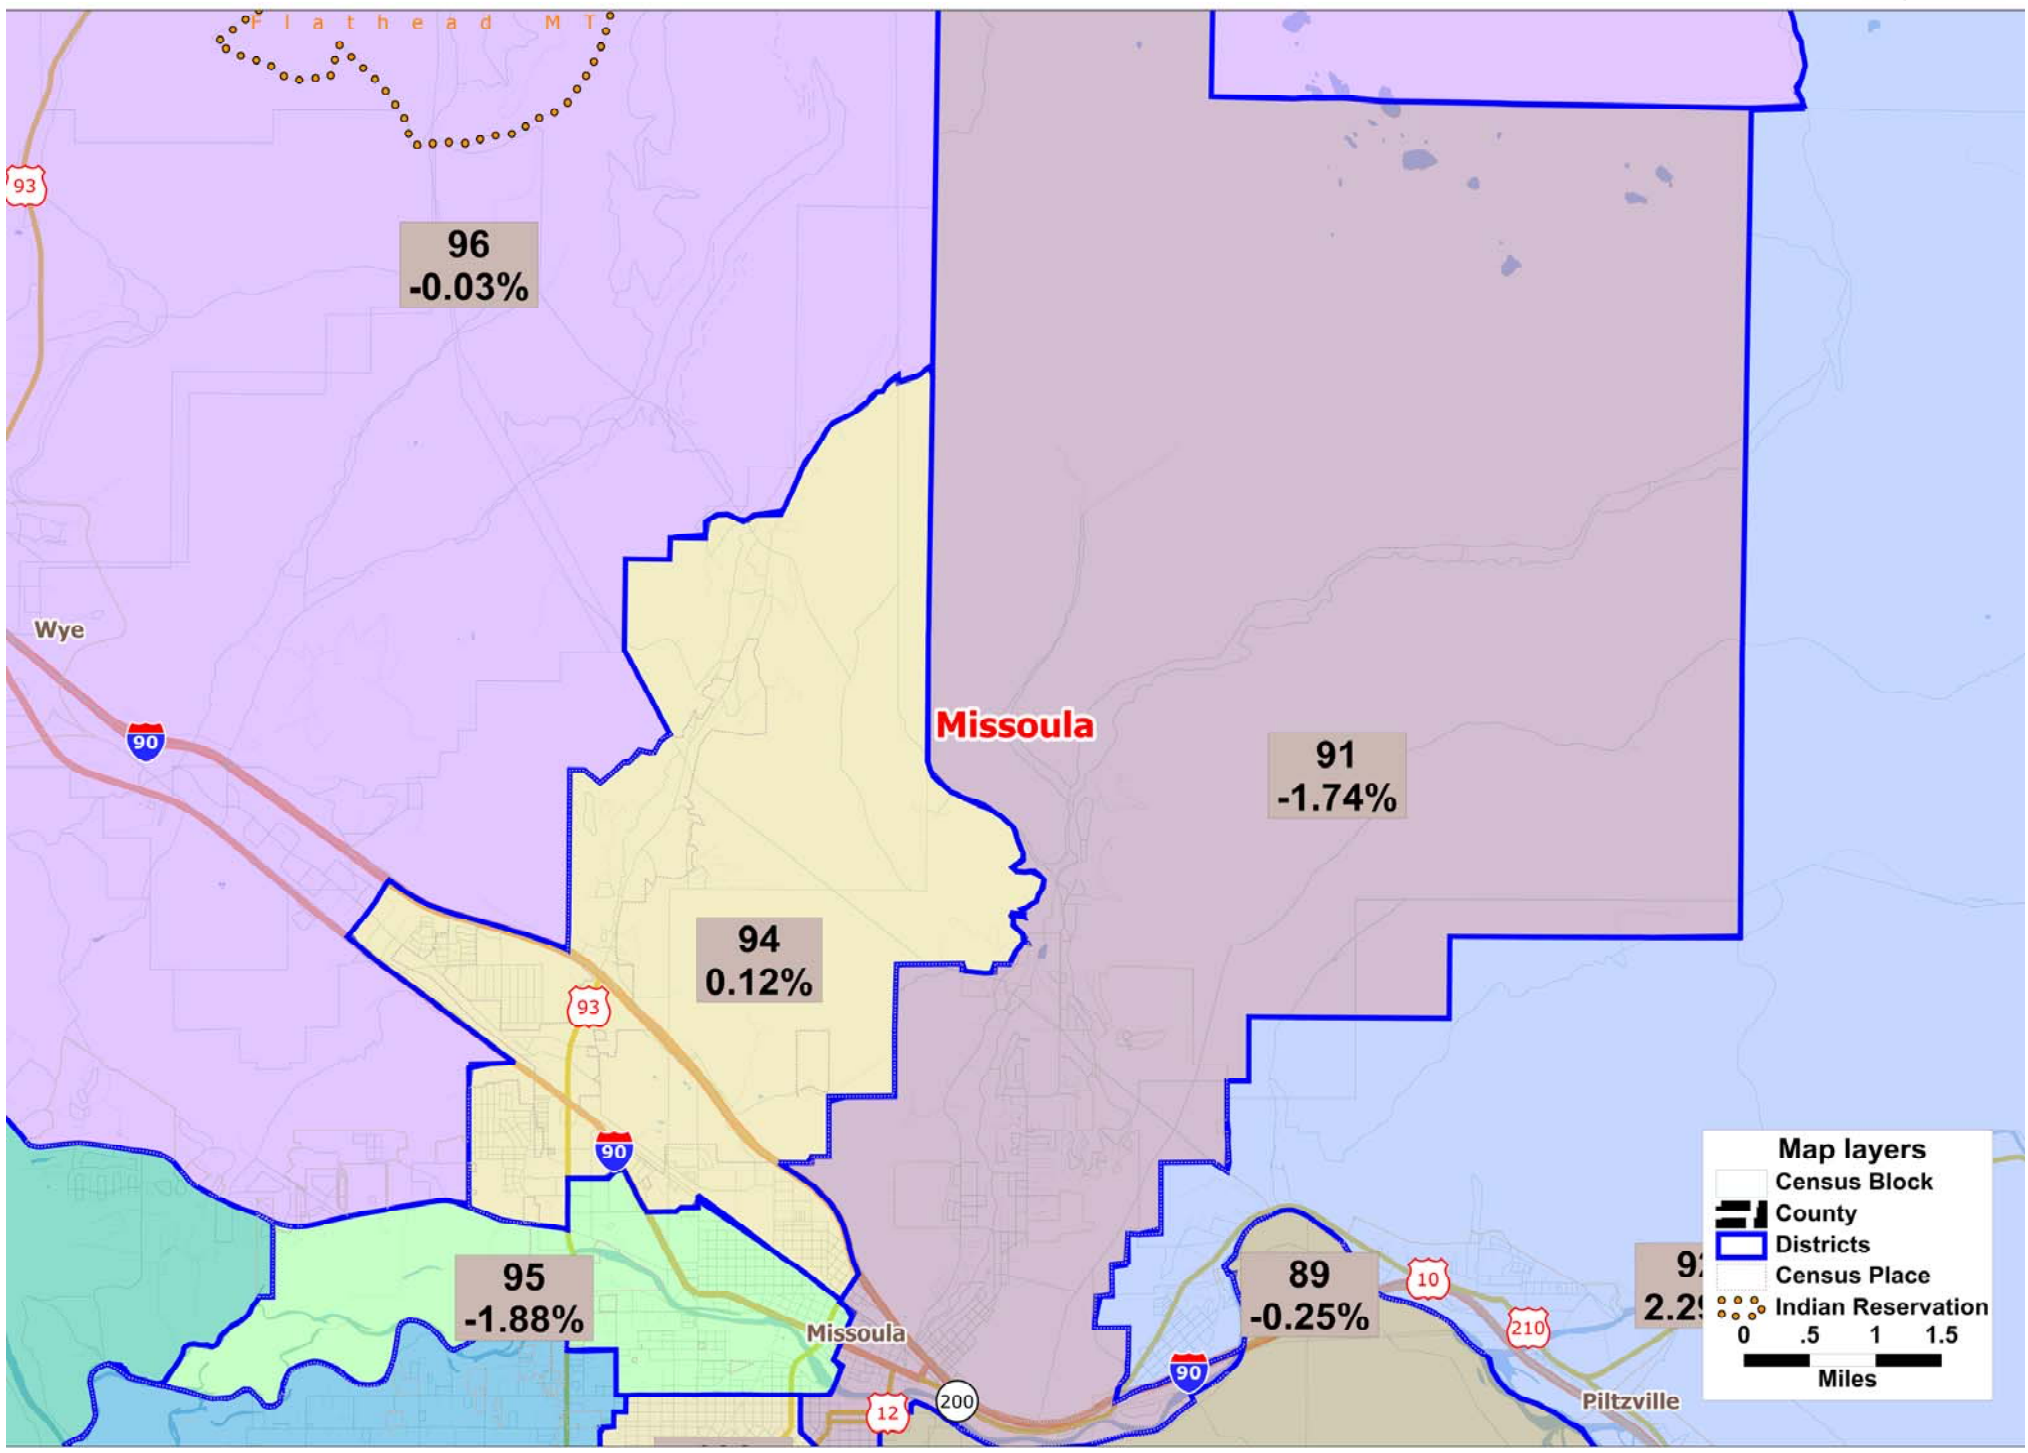 Flathead MT
93
96
-0.03%
Wye
90
Missoula
91
-1.74%
94
0.12%
93
90
95
-1.88%
Missoula
12
200
90
89
-0.25%
10
210
Piltzville
2.29
Map layers
Census Block
County
Districts
Census Place
Indian Reservation
0 .5 1 1.5
Miles